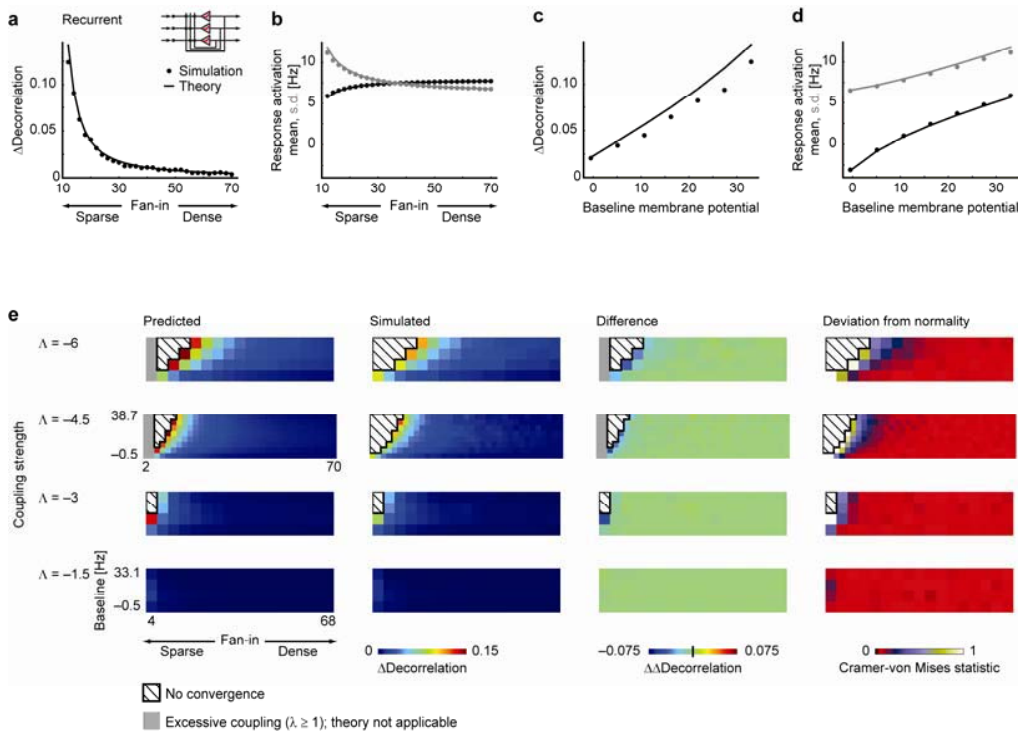 a
Recurrent
Simulation
Theory
ΔDecorrelation
0.10
0.05
0
10 30 50 70
Fan-in
Sparse Dense
b
Response activation
mean, s.d. [Hz]
10
5
0
10 30 50 70
Fan-in
Sparse Dense
c
ΔDecorrelation
0.10
0.05
0
0 10 20 30
Baseline membrane potential
d
Response activation
mean, s.d. [Hz]
10
5
0
0 10 20 30
Baseline membrane potential
e
Predicted Simulated Difference Deviation from normality
Coupling strength
Λ = –6
Λ = –4.5
38.7
–0.5
2 70
Λ = –3
Λ = –1.5
Baseline [Hz]
33.1
–0.5
4 68
Fan-in
Sparse Dense
0 0.15
ΔDecorrelation
–0.075 0.075
ΔΔDecorrelation
0 1
Cramer-von Mises statistic
No convergence
Excessive coupling (λ ≥ 1); theory not applicable